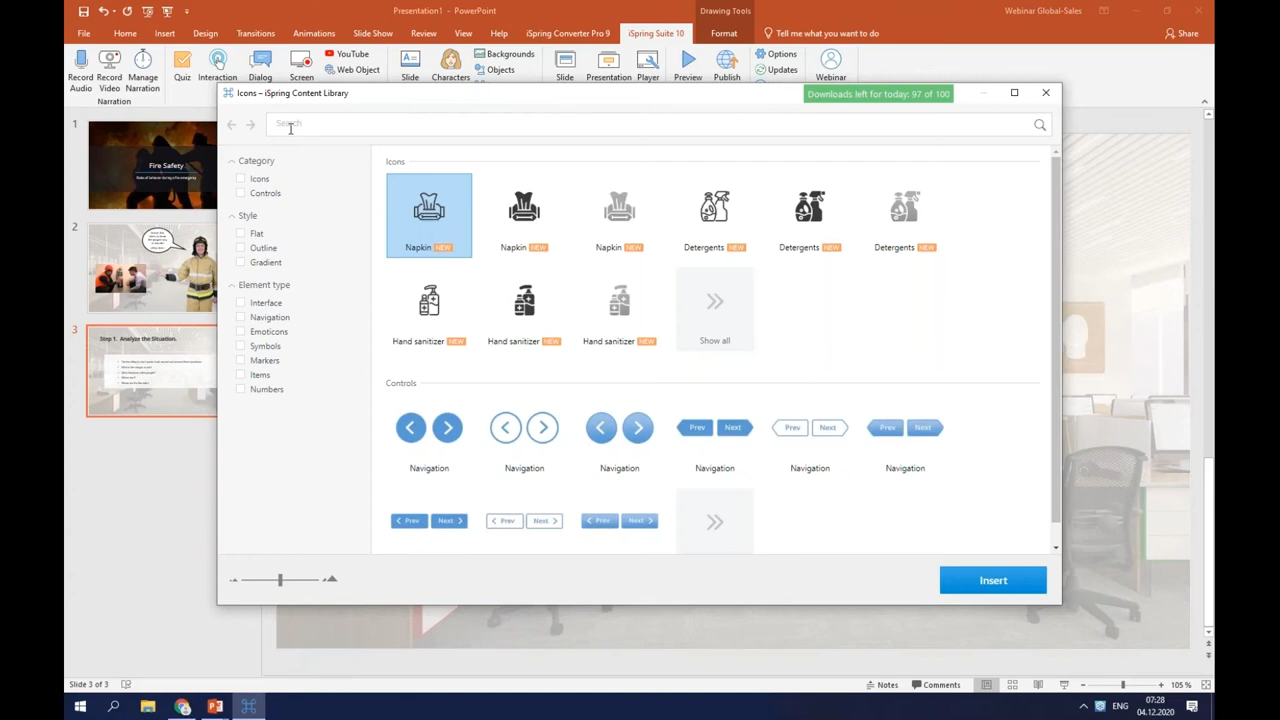 Presentation1 - PowerPoint
Drawing Tools
Webinar Global-Sales
File Home Insert Design Transitions Animations Slide Show Review View Help iSpring Converter Pro 9 iSpring Suite 10 Format Tell me what you want to do Share
Record Audio
Record Video
Manage Narration
Narration
Quiz
Interaction
Dialog
Screen
YouTube
Web Object
Slide
Characters
Backgrounds
Objects
Slide
Presentation
Player
Preview
Publish
Options
Updates
Webinar
Icons – iSpring Content Library
Downloads left for today: 97 of 100
Search
Category
Icons
Controls
Style
Flat
Outline
Gradient
Element type
Interface
Navigation
Emoticons
Symbols
Markers
Items
Numbers
Icons
Napkin NEW
Napkin NEW
Napkin NEW
Detergents NEW
Detergents NEW
Detergents NEW
Hand sanitizer NEW
Hand sanitizer NEW
Hand sanitizer NEW
Show all
Controls
Prev Next
Prev Next
Prev Next
Navigation
Navigation
Navigation
Navigation
Navigation
Navigation
Prev Next
Prev Next
Prev Next
Insert
1
Fire Safety
2
3
Step 1. Analyze the Situation.
Slide 3 of 3
Notes
Comments
105 %
ENG
07:28
04.12.2020